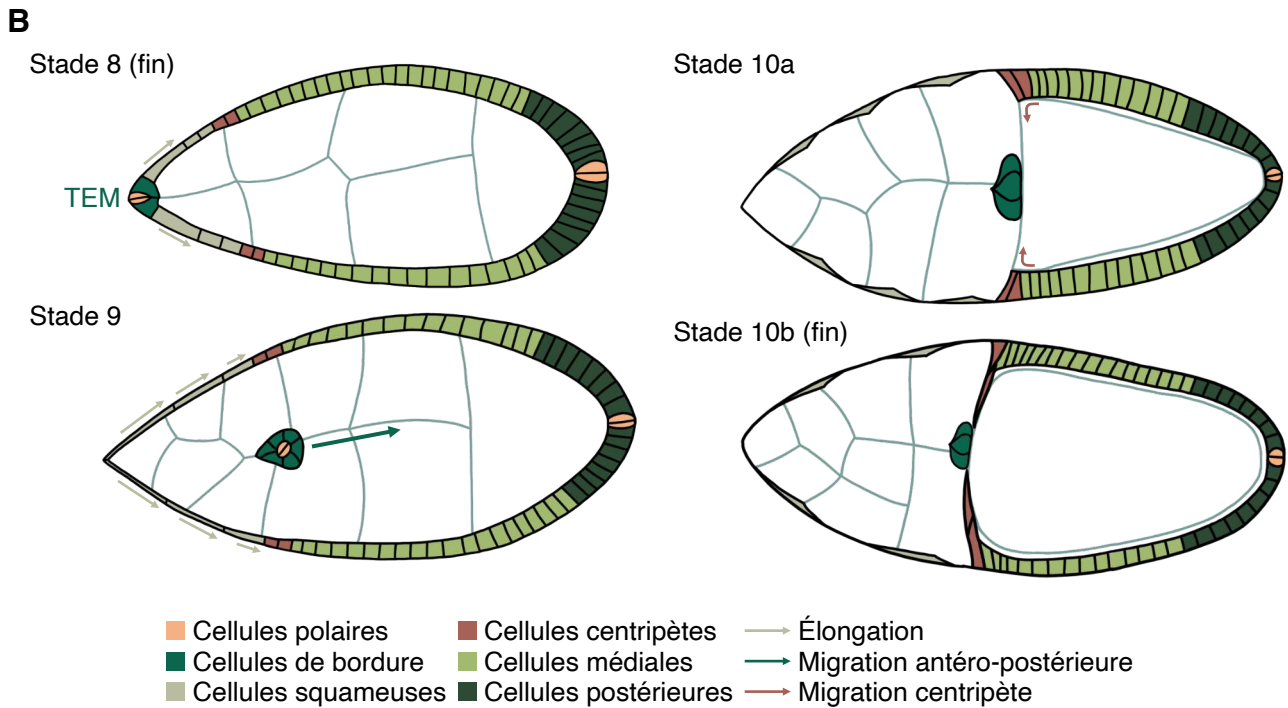 B
Stade 8 (fin)
TEM
Stade 9
Stade 10a
Stade 10b (fin)
Cellules polaires
Cellules de bordure
Cellules squameuses
Cellules centripètes
Cellules médiales
Cellules postérieures
Élongation
Migration antéro-postérieure
Migration centripète